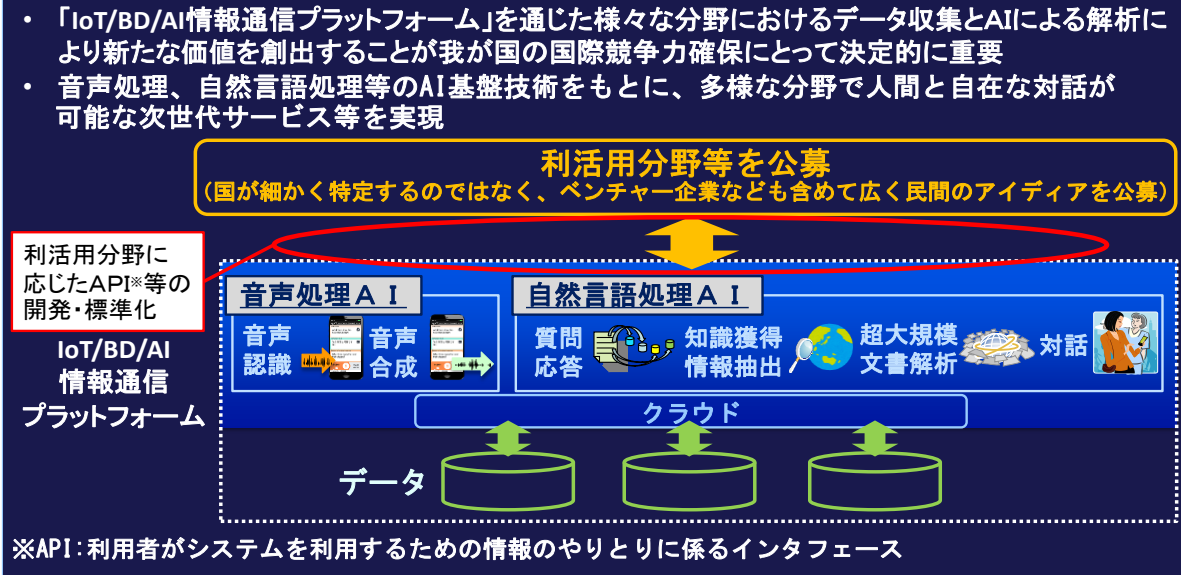 ・ 「IoT/BD/AI情報通信プラットフォーム」を通じた様々な分野におけるデータ収集とAIによる解析に
より新たな価値を創出することが我が国の国際競争力確保にとって決定的に重要
・ 音声処理、自然言語処理等のAI基盤技術をもとに、多様な分野で人間と自在な対話が
可能な次世代サービス等を実現
利活用分野等を公募
（国が細かく特定するのではなく、ベンチャー企業なども含めて広く民間のアイディアを公募）
利活用分野に
応じたAPI※等の
開発・標準化
IoT/BD/AI
情報通信
プラットフォーム
音声処理ＡＩ
音声
認識
音声
合成
自然言語処理ＡＩ
質問
応答
知識獲得
情報抽出
超大規模
文書解析
対話
クラウド
データ
※API：利用者がシステムを利用するための情報のやりとりに係るインタフェース